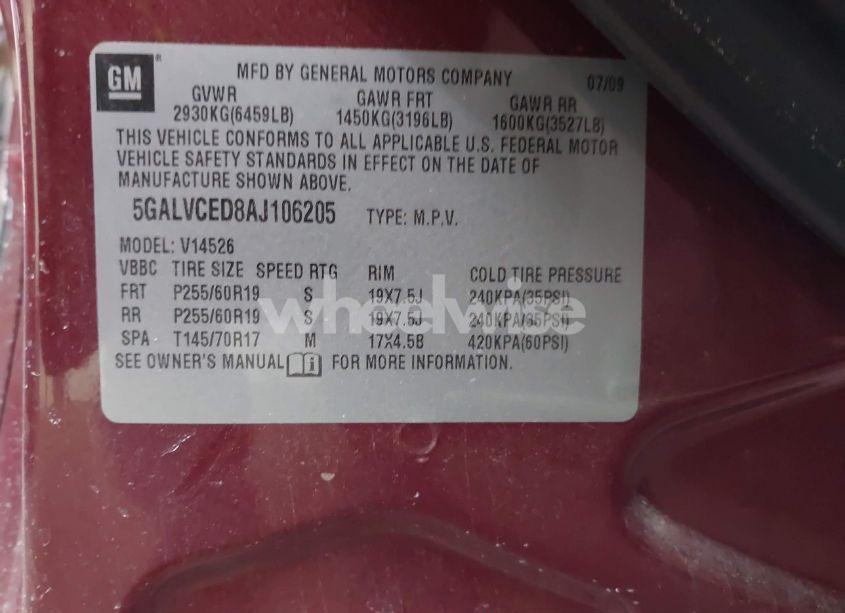 GM
MFD BY GENERAL MOTORS COMPANY 07/09
GVWR GAWR FRT GAWR RR
2930KG(6459LB) 1450KG(3196LB) 1600KG(3527LB)
THIS VEHICLE CONFORMS TO ALL APPLICABLE U.S. FEDERAL MOTOR
VEHICLE SAFETY STANDARDS IN EFFECT ON THE DATE OF
MANUFACTURE SHOWN ABOVE.
5GALVCED8AJ106205 TYPE: M.P.V.
MODEL: V14526
VBBC TIRE SIZE SPEED RTG RIM COLD TIRE PRESSURE
FRT P255/60R19 S 19X7.5J 240KPA(35PSI)
RR P255/60R19 S 19X7.5J 240KPA(35PSI)
SPA T145/70R17 M 17X4.5B 420KPA(60PSI)
SEE OWNER'S MANUAL FOR MORE INFORMATION.
wheelwise